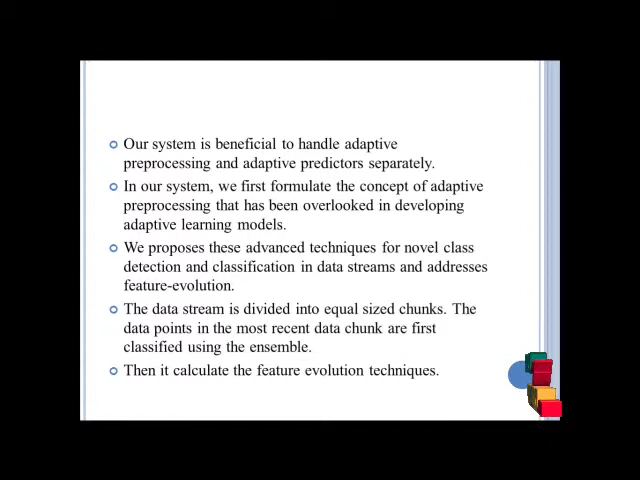 Our system is beneficial to handle adaptive
preprocessing and adaptive predictors separately.
In our system, we first formulate the concept of adaptive
preprocessing that has been overlooked in developing
adaptive learning models.
We proposes these advanced techniques for novel class
detection and classification in data streams and addresses
feature-evolution.
The data stream is divided into equal sized chunks. The
data points in the most recent data chunk are first
classified using the ensemble.
Then it calculate the feature evolution techniques.